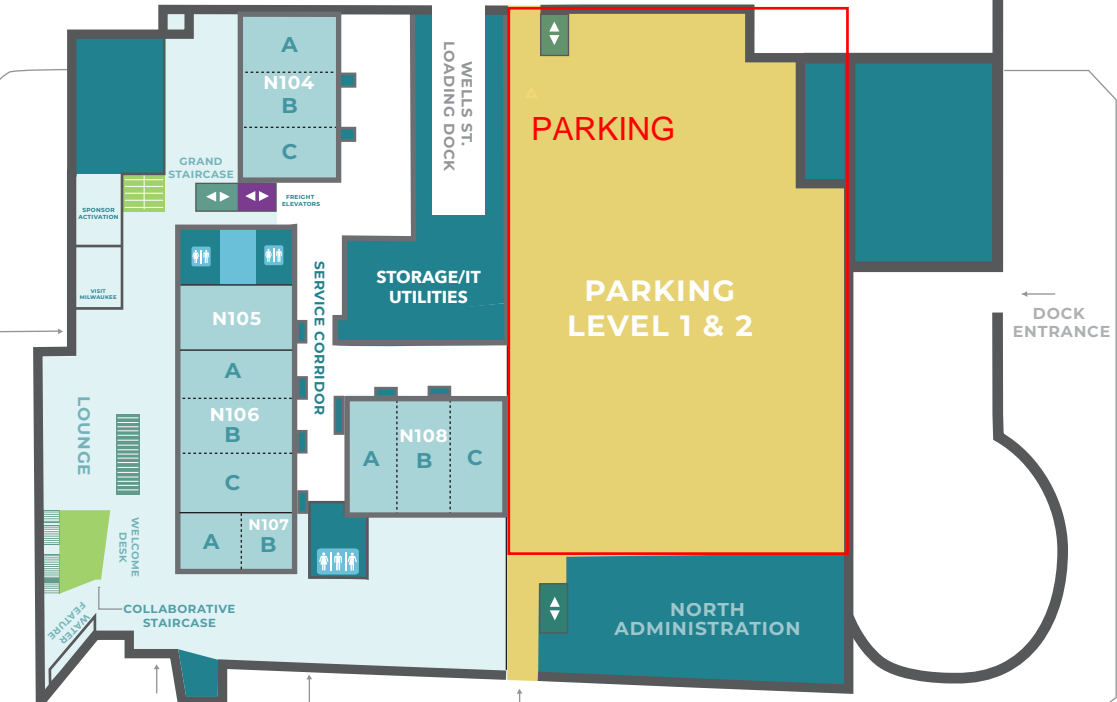 A
N104
B
C
GRAND
STAIRCASE
FREIGHT
ELEVATORS
WELLS ST.
LOADING DOCK
PARKING
SPONSOR
ACTIVATION
VISIT
MILWAUKEE
SERVICE CORRIDOR
STORAGE/IT
UTILITIES
PARKING
LEVEL 1 & 2
DOCK
ENTRANCE
N105
A
N106
B
C
LOUNGE
N108
A
B
C
N107
A
B
WELCOME
DESK
WATER
FEATURE
COLLABORATIVE
STAIRCASE
NORTH
ADMINISTRATION